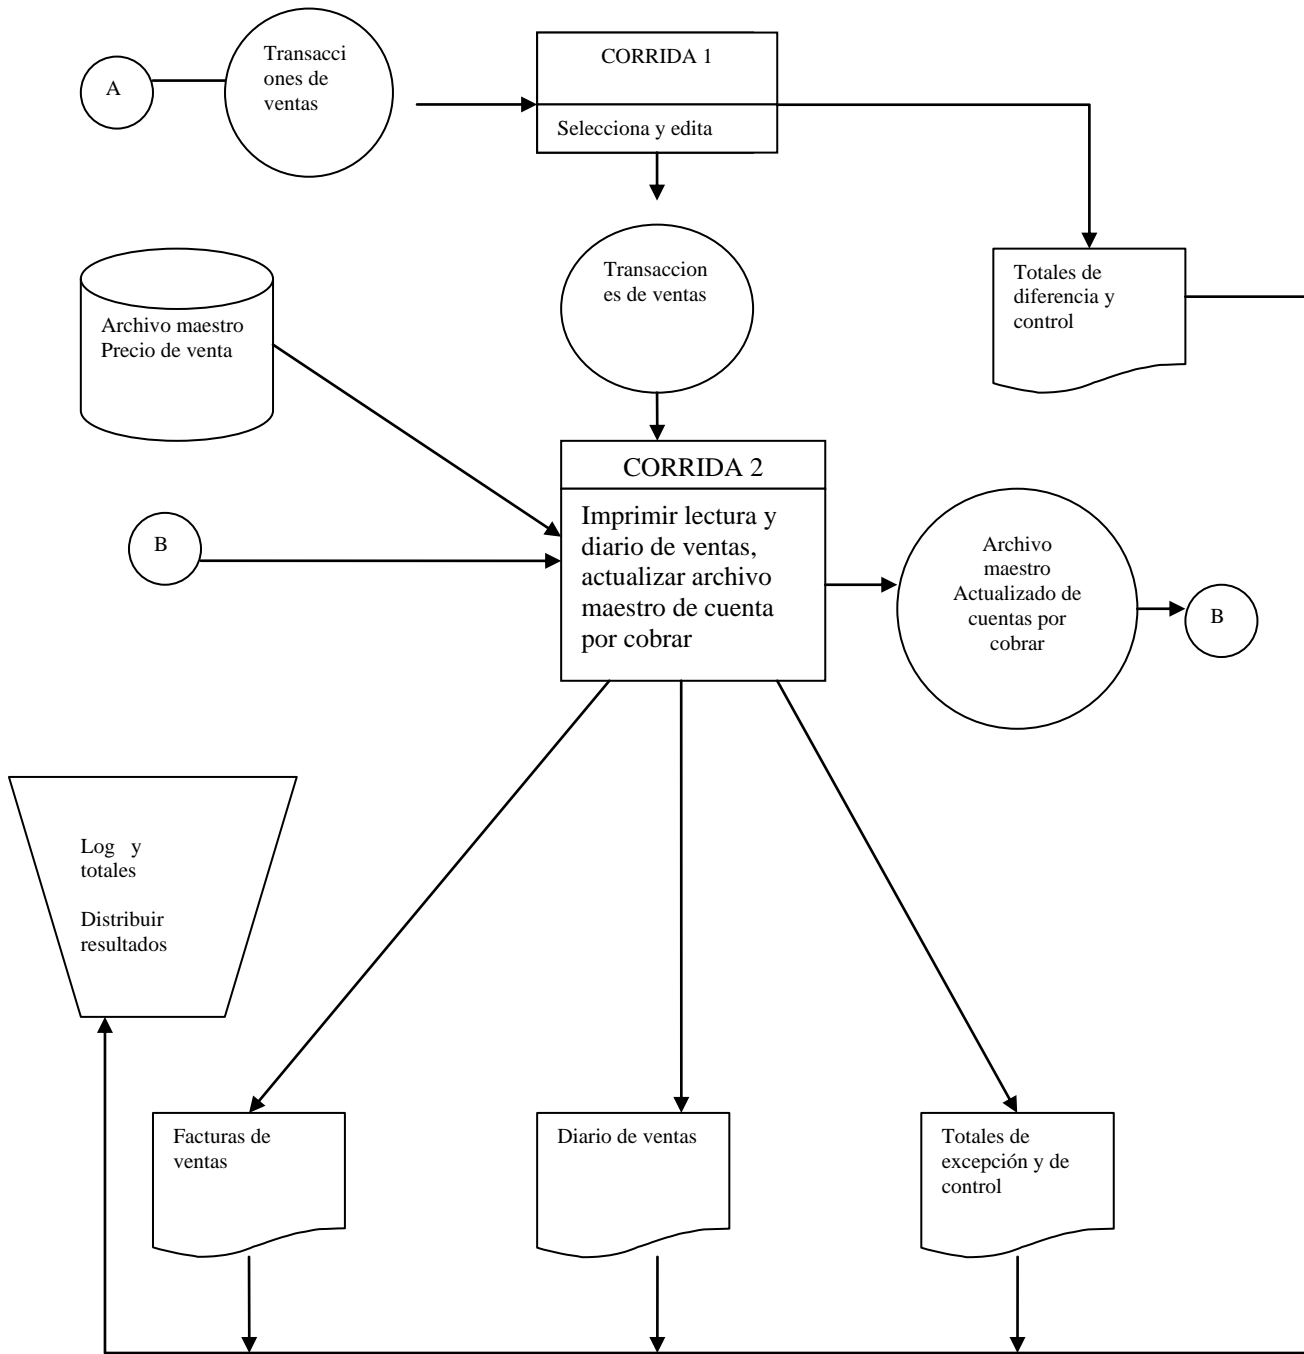 A
Transacci
ones de
ventas
CORRIDA 1
Selecciona y edita
Archivo maestro
Precio de venta
Transaccion
es de ventas
Totales de
diferencia y
control
CORRIDA 2
Imprimir lectura y
diario de ventas,
actualizar archivo
maestro de cuenta
por cobrar
B
Archivo
maestro
Actualizado de
cuentas por
cobrar
B
Log y
totales
Distribuir
resultados
Facturas de
ventas
Diario de ventas
Totales de
excepción y de
control